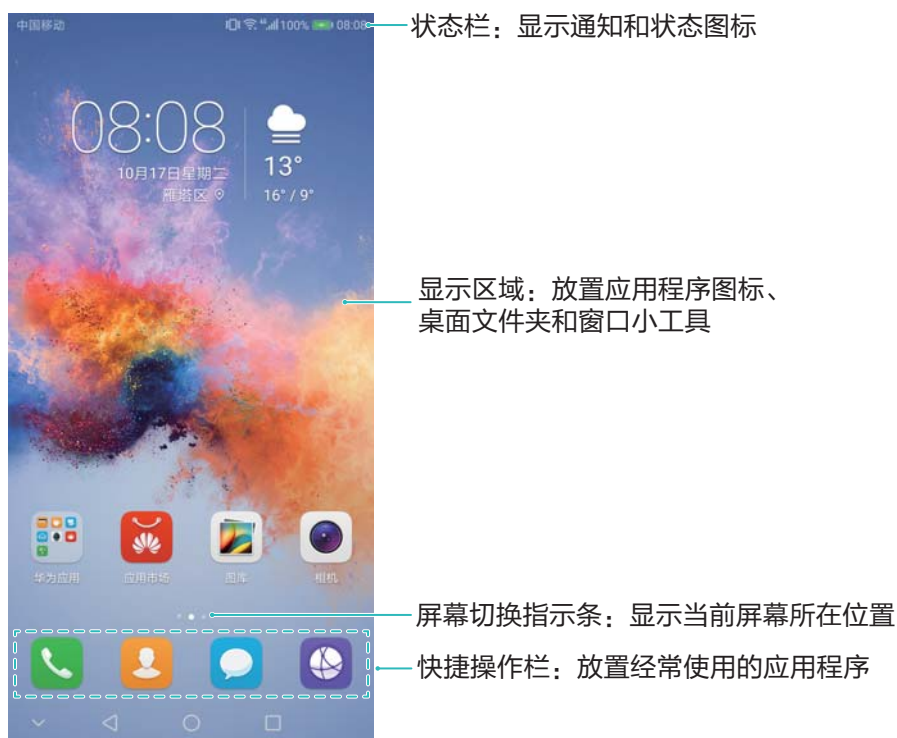 中国移动
100%
08:08
状态栏：显示通知和状态图标
08:08
10月17日星期二
雁塔区
13°
16° / 9°
显示区域：放置应用程序图标、
桌面文件夹和窗口小工具
华为应用
应用市场
图库
相机
屏幕切换指示条：显示当前屏幕所在位置
快捷操作栏：放置经常使用的应用程序